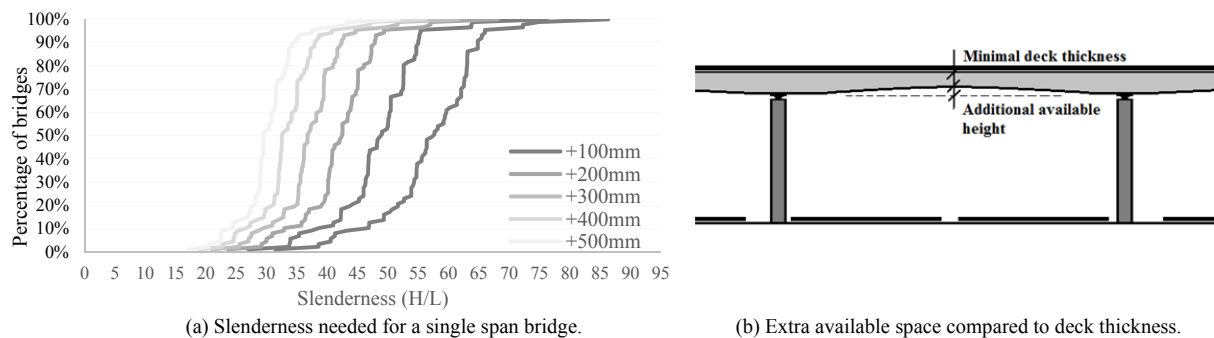 100%
90%
80%
70%
60%
50%
40%
30%
20%
10%
0%
Percentage of bridges
+100mm
+200mm
+300mm
+400mm
+500mm
0 5 10 15 20 25 30 35 40 45 50 55 60 65 70 75 80 85 90 95
Slenderness (H/L)
(a) Slenderness needed for a single span bridge.
Minimal deck thickness
Additional available
height
(b) Extra available space compared to deck thickness.